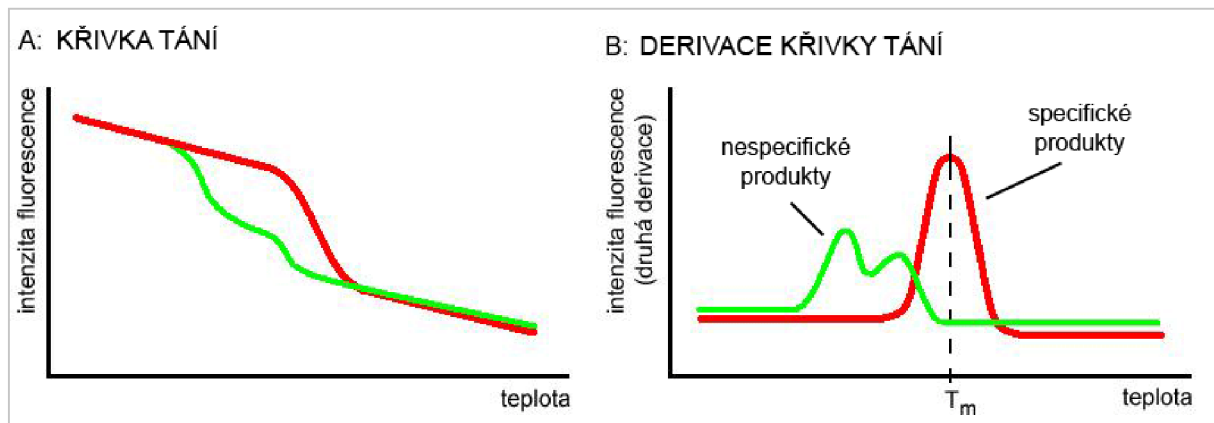 A: KŘIVKA TÁNÍ
intenzita fluorescence
teplota
B: DERIVACE KŘIVKY TÁNÍ
intenzita fluorescence
(druhá derivace)
nespecifické
produkty
specifické
produkty
Tm
teplota